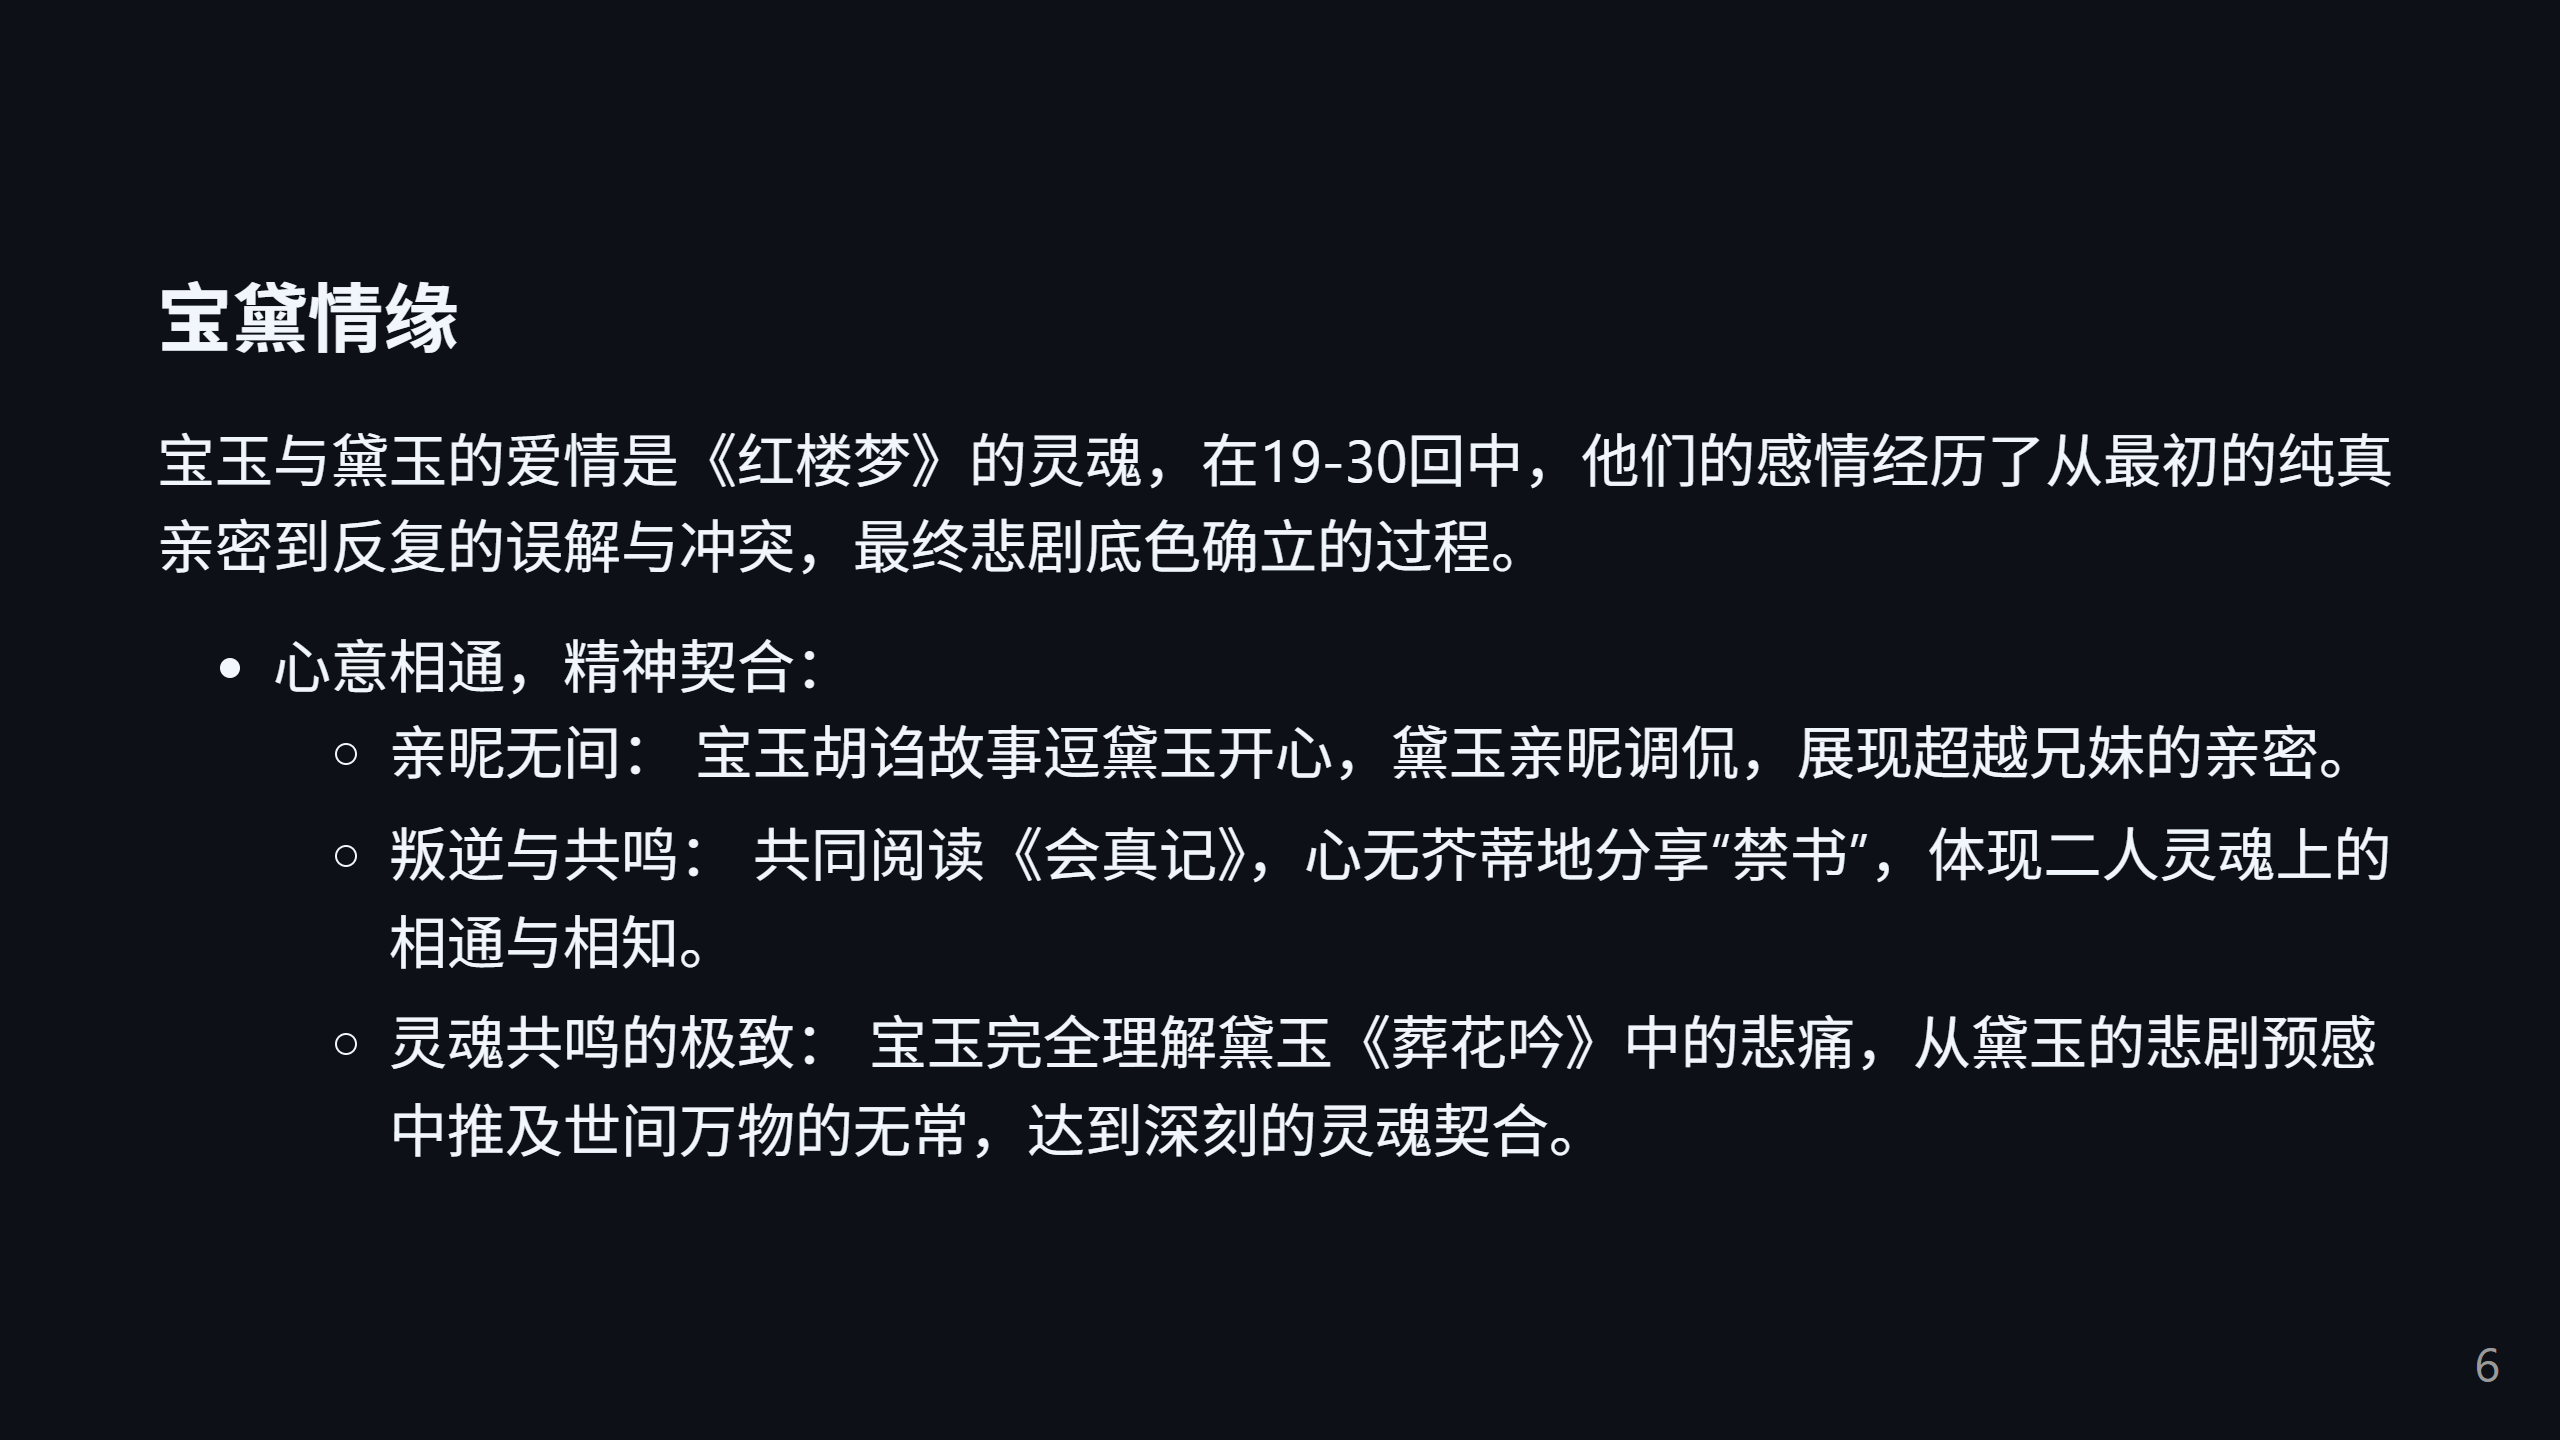 宝黛情缘
宝玉与黛玉的爱情是《红楼梦》的灵魂，在19-30回中，他们的感情经历了从最初的纯真
亲密到反复的误解与冲突，最终悲剧底色确立的过程。
• 心意相通，精神契合：
○ 亲昵无间： 宝玉胡诌故事逗黛玉开心，黛玉亲昵调侃，展现超越兄妹的亲密。
○ 叛逆与共鸣： 共同阅读《会真记》，心无芥蒂地分享“禁书”，体现二人灵魂上的
相通与相知。
○ 灵魂共鸣的极致： 宝玉完全理解黛玉《葬花吟》中的悲痛，从黛玉的悲剧预感
中推及世间万物的无常，达到深刻的灵魂契合。
6